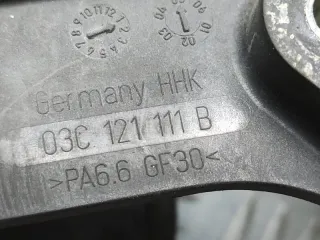 Germany HHK
03C 121 111 B
>PA6.6 GF30<